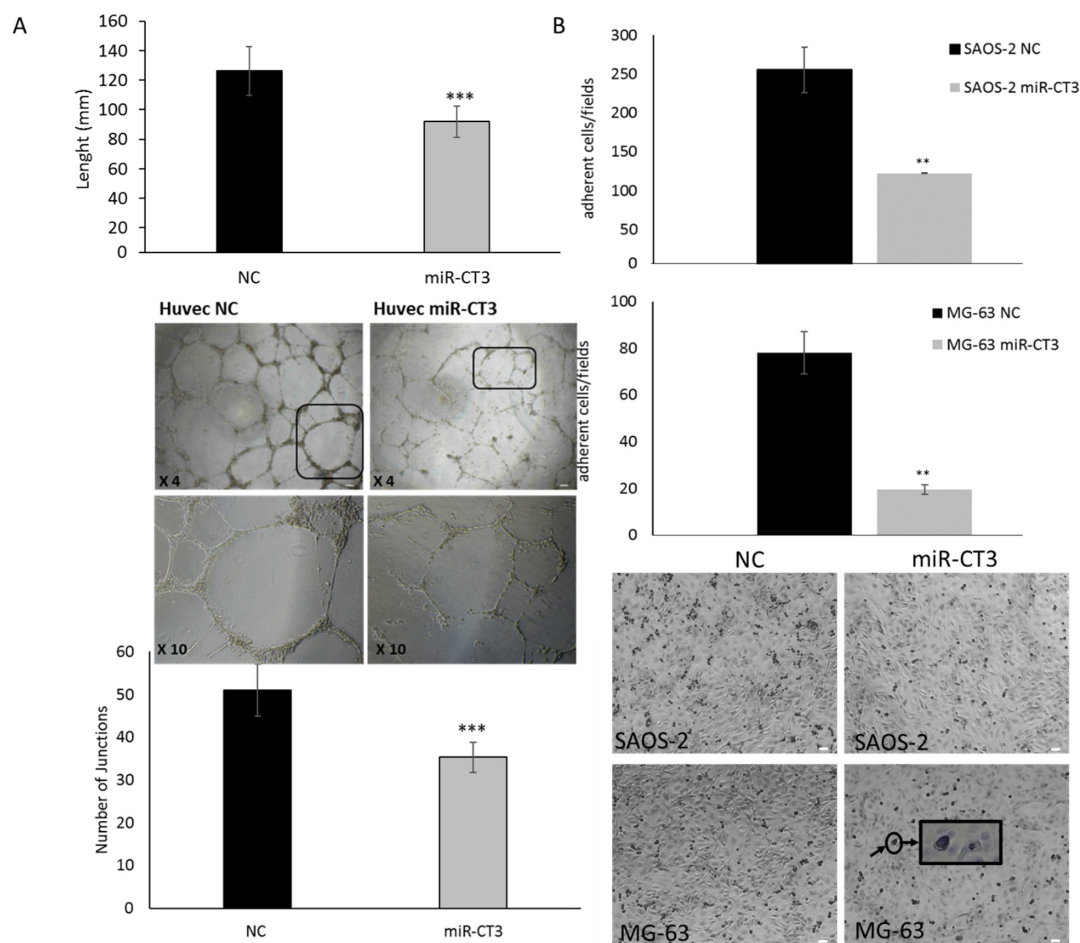 A
160
140
120
100
80
60
40
20
0
Lenght (mm)
***
NC
miR-CT3
Huvec NC
Huvec miR-CT3
X 4
X 4
X 10
X 10
60
50
40
30
20
10
0
Number of Junctions
***
NC
miR-CT3
B
300
250
200
150
100
50
0
adherent cells/fields
SAOS-2 NC
SAOS-2 miR-CT3
**
100
80
60
40
20
0
adherent cells/fields
MG-63 NC
MG-63 miR-CT3
**
NC
miR-CT3
SAOS-2
SAOS-2
MG-63
MG-63